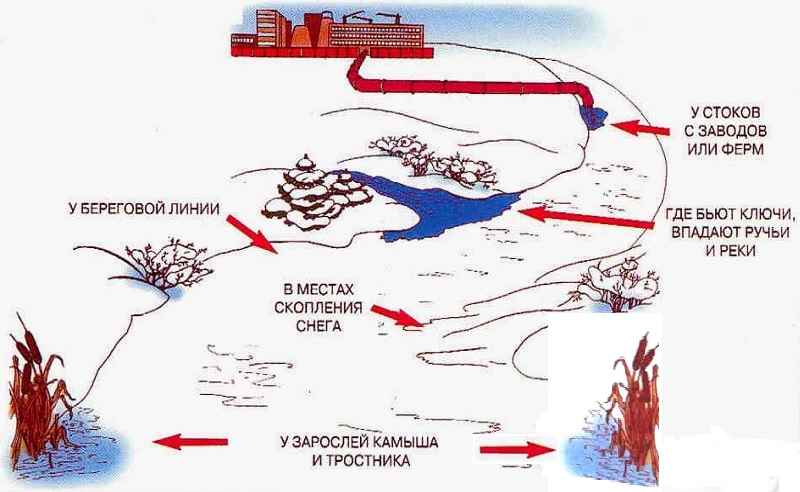 У СТОКОВ
С ЗАВОДОВ
ИЛИ ФЕРМ
У БЕРЕГОВОЙ ЛИНИИ
ГДЕ БЬЮТ КЛЮЧИ,
ВПАДАЮТ РУЧЬИ
И РЕКИ
В МЕСТАХ
СКОПЛЕНИЯ
СНЕГА
У ЗАРОСЛЕЙ КАМЫША
И ТРОСТНИКА